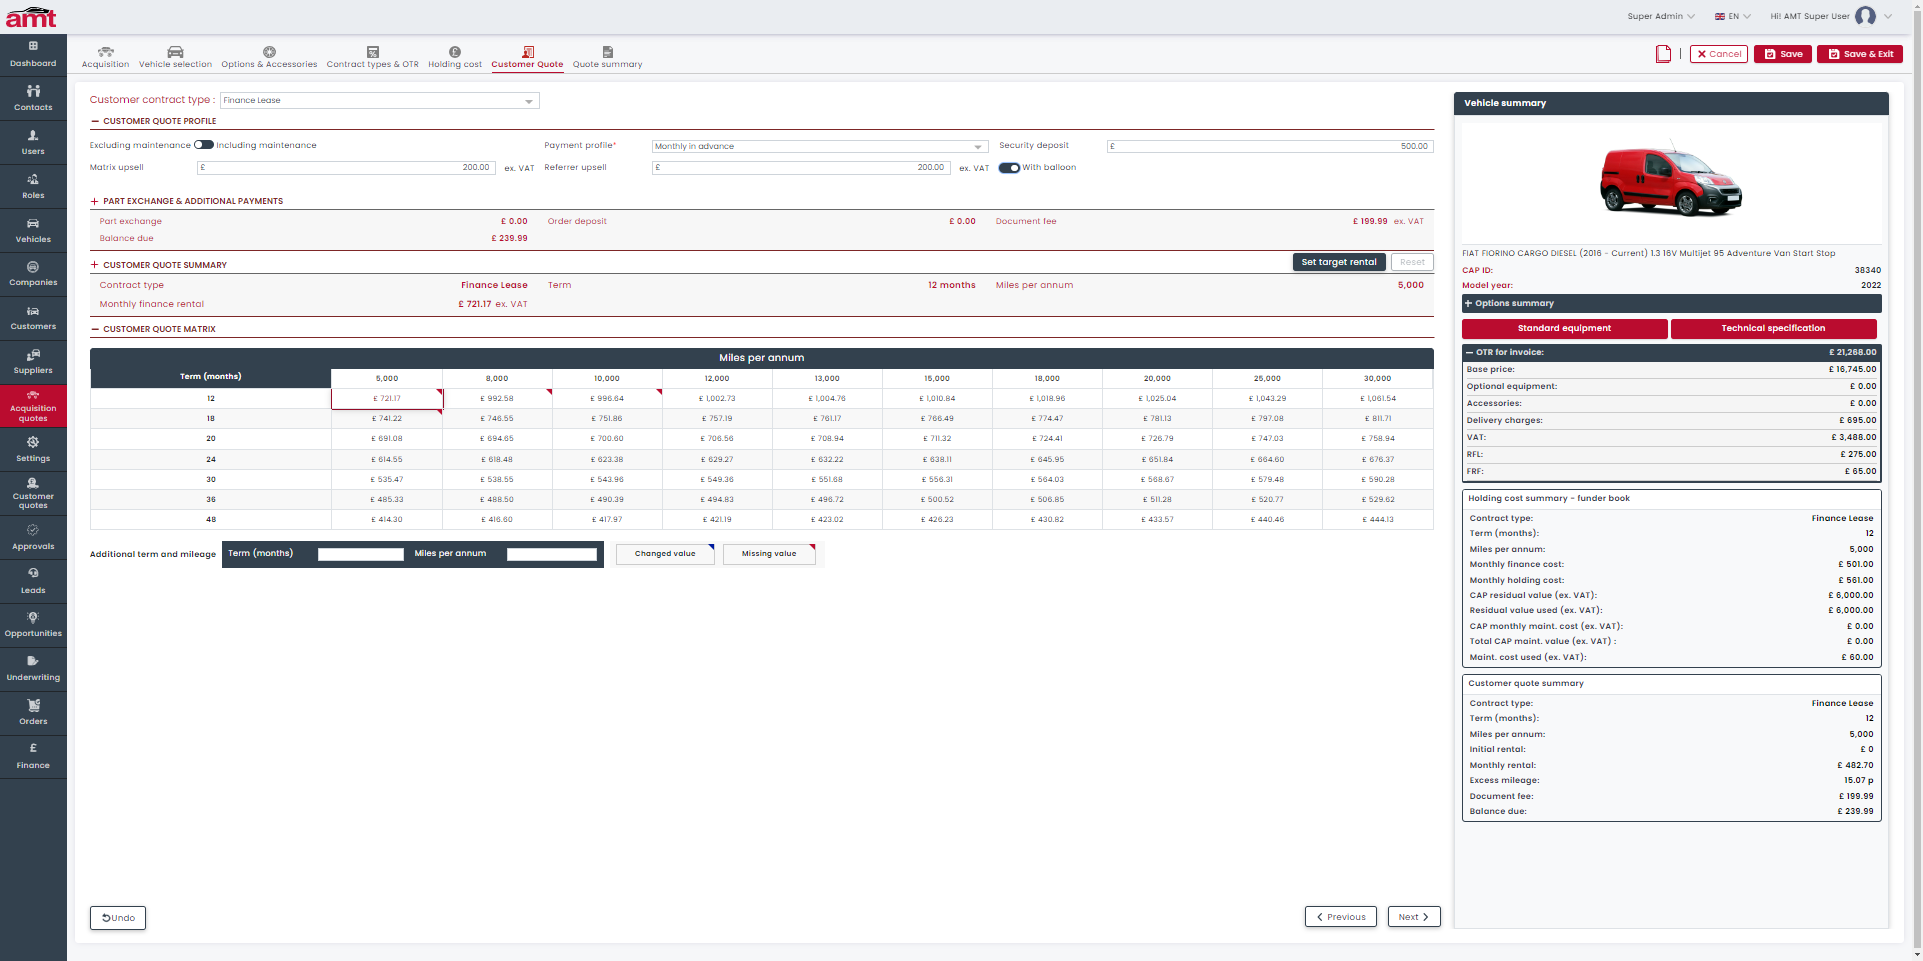 amt
Super Admin
EN
Hi! AMT Super User
Dashboard
Contacts
Users
Roles
Vehicles
Companies
Customers
Suppliers
Acquisition
quotes
Settings
Customer
quotes
Approvals
Leads
Opportunities
Underwriting
Orders
£
Finance
Acquisition Vehicle selection Options & Accessories Contract types & OTR Holding cost Customer Quote Quote summary
Cancel Save Save & Exit
Customer contract type : Finance Lease
CUSTOMER QUOTE PROFILE
Excluding maintenance Including maintenance Payment profile* Monthly in advance Security deposit £ 500.00
Matrix upsell £ 200.00 ex. VAT Referrer upsell £ 200.00 ex. VAT With balloon
+ PART EXCHANGE & ADDITIONAL PAYMENTS
Part exchange £ 0.00 Order deposit £ 0.00 Document fee £ 199.99 ex. VAT
Balance due £ 239.99
+ CUSTOMER QUOTE SUMMARY Set target rental Reset
Contract type Finance Lease Term 12 months Miles per annum 5,000
Monthly finance rental £ 721.17 ex. VAT
CUSTOMER QUOTE MATRIX
Miles per annum
Term (months) 5,000 8,000 10,000 12,000 13,000 15,000 18,000 20,000 25,000 30,000
12 £ 721.17 £ 992.58 £ 996.64 £ 1,002.73 £ 1,004.76 £ 1,010.84 £ 1,018.96 £ 1,025.04 £ 1,043.29 £ 1,061.54
18 £ 741.22 £ 746.55 £ 751.86 £ 757.19 £ 761.17 £ 766.49 £ 774.47 £ 781.13 £ 797.08 £ 811.71
20 £ 691.08 £ 694.65 £ 700.60 £ 706.56 £ 708.94 £ 711.32 £ 724.41 £ 726.79 £ 747.03 £ 758.94
24 £ 614.55 £ 618.48 £ 623.38 £ 629.27 £ 632.22 £ 638.11 £ 645.95 £ 651.84 £ 664.60 £ 676.37
30 £ 535.47 £ 538.55 £ 543.96 £ 549.36 £ 551.68 £ 556.31 £ 564.03 £ 568.67 £ 579.48 £ 590.28
36 £ 485.33 £ 488.50 £ 490.39 £ 494.83 £ 496.72 £ 500.52 £ 506.85 £ 511.28 £ 520.77 £ 529.62
48 £ 414.30 £ 416.60 £ 417.97 £ 421.19 £ 423.02 £ 426.23 £ 430.82 £ 433.57 £ 440.46 £ 444.13
Additional term and mileage Term (months) Miles per annum Changed value Missing value
Undo
Previous Next
Vehicle summary
FIAT FIORINO CARGO DIESEL (2016 - Current) 1.3 16V Multijet 95 Adventure Van Start Stop
CAP ID: 38340
Model year: 2022
+ Options summary
Standard equipment Technical specification
OTR for invoice: £ 21,268.00
Base price: £ 16,745.00
Optional equipment: £ 0.00
Accessories: £ 0.00
Delivery charges: £ 695.00
VAT: £ 3,488.00
RFL: £ 275.00
FRF: £ 65.00
Holding cost summary - funder book
Contract type: Finance Lease
Term (months): 12
Miles per annum: 5,000
Monthly finance cost: £ 501.00
Monthly holding cost: £ 561.00
CAP residual value (ex. VAT): £ 6,000.00
Residual value used (ex. VAT): £ 6,000.00
CAP monthly maint. cost (ex. VAT): £ 0.00
Total CAP maint. value (ex. VAT) : £ 0.00
Maint. cost used (ex. VAT): £ 60.00
Customer quote summary
Contract type: Finance Lease
Term (months): 12
Miles per annum: 5,000
Initial rental: £ 0
Monthly rental: £ 482.70
Excess mileage: 15.07 p
Document fee: £ 199.99
Balance due: £ 239.99